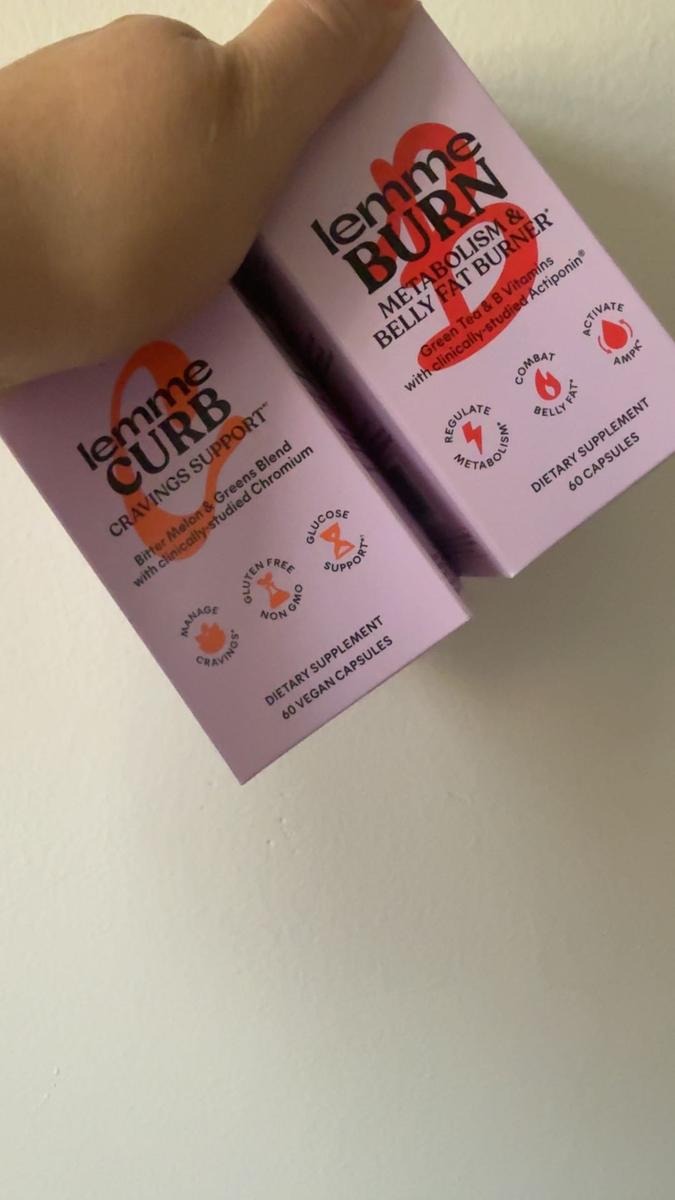 lemme
BURN
METABOLISM &
BELLY FAT BURNER*
Green Tea & B Vitamins
with clinically-studied Actiponin®
REGULATE
METABOLISM*
COMBAT
BELLY FAT*
ACTIVATE
AMPK*
DIETARY SUPPLEMENT
60 CAPSULES
lemme
CURB
CRAVINGS SUPPORT*
Bitter Melon & Greens Blend
with clinically-studied Chromium
MANAGE
CRAVINGS*
GLUTEN FREE
NON GMO
GLUCOSE
SUPPORT*
DIETARY SUPPLEMENT
60 VEGAN CAPSULES